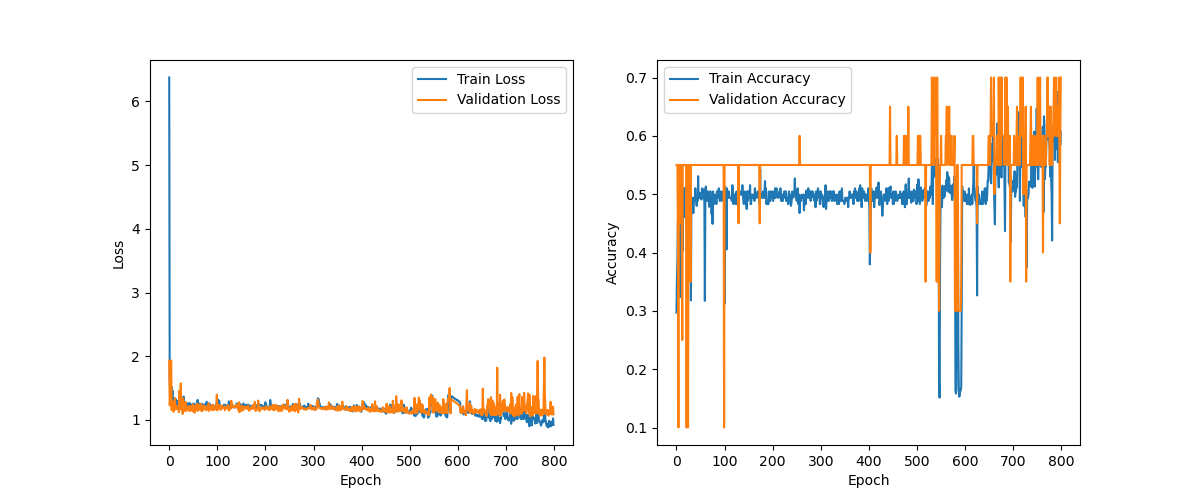 Train Loss
Validation Loss
6
5
4
3
2
1
0 100 200 300 400 500 600 700 800
Epoch
Loss
Train Accuracy
Validation Accuracy
0.7
0.6
0.5
0.4
0.3
0.2
0.1
0 100 200 300 400 500 600 700 800
Epoch
Accuracy